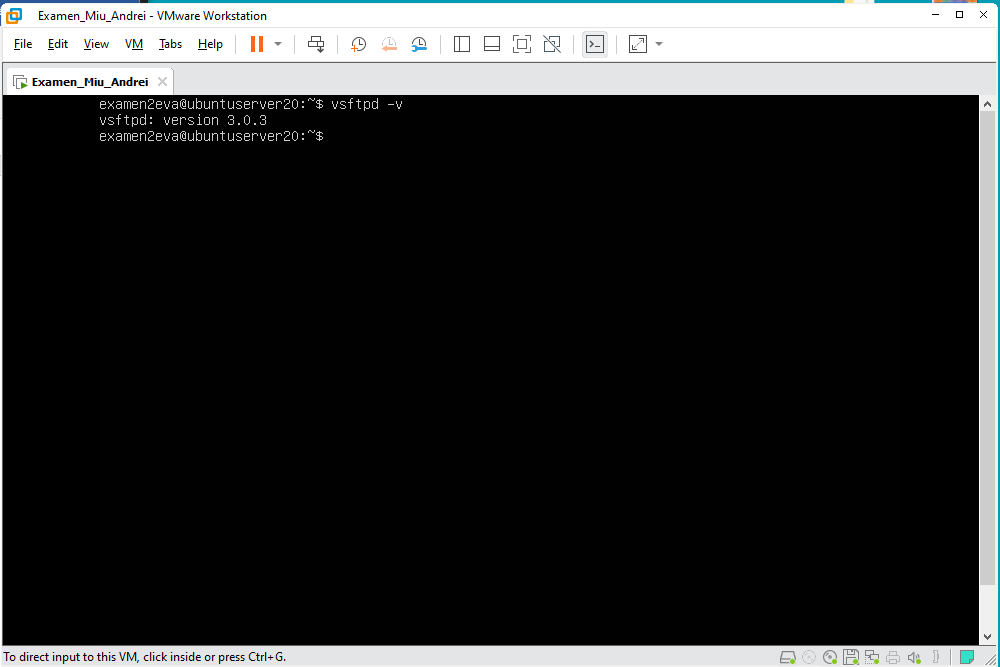 Examen_Miu_Andrei - VMware Workstation
File Edit View VM Tabs Help
Examen_Miu_Andrei
examen2eva@ubuntuserver20:~$ vsftpd -v
vsftpd: version 3.0.3
examen2eva@ubuntuserver20:~$
To direct input to this VM, click inside or press Ctrl+G.